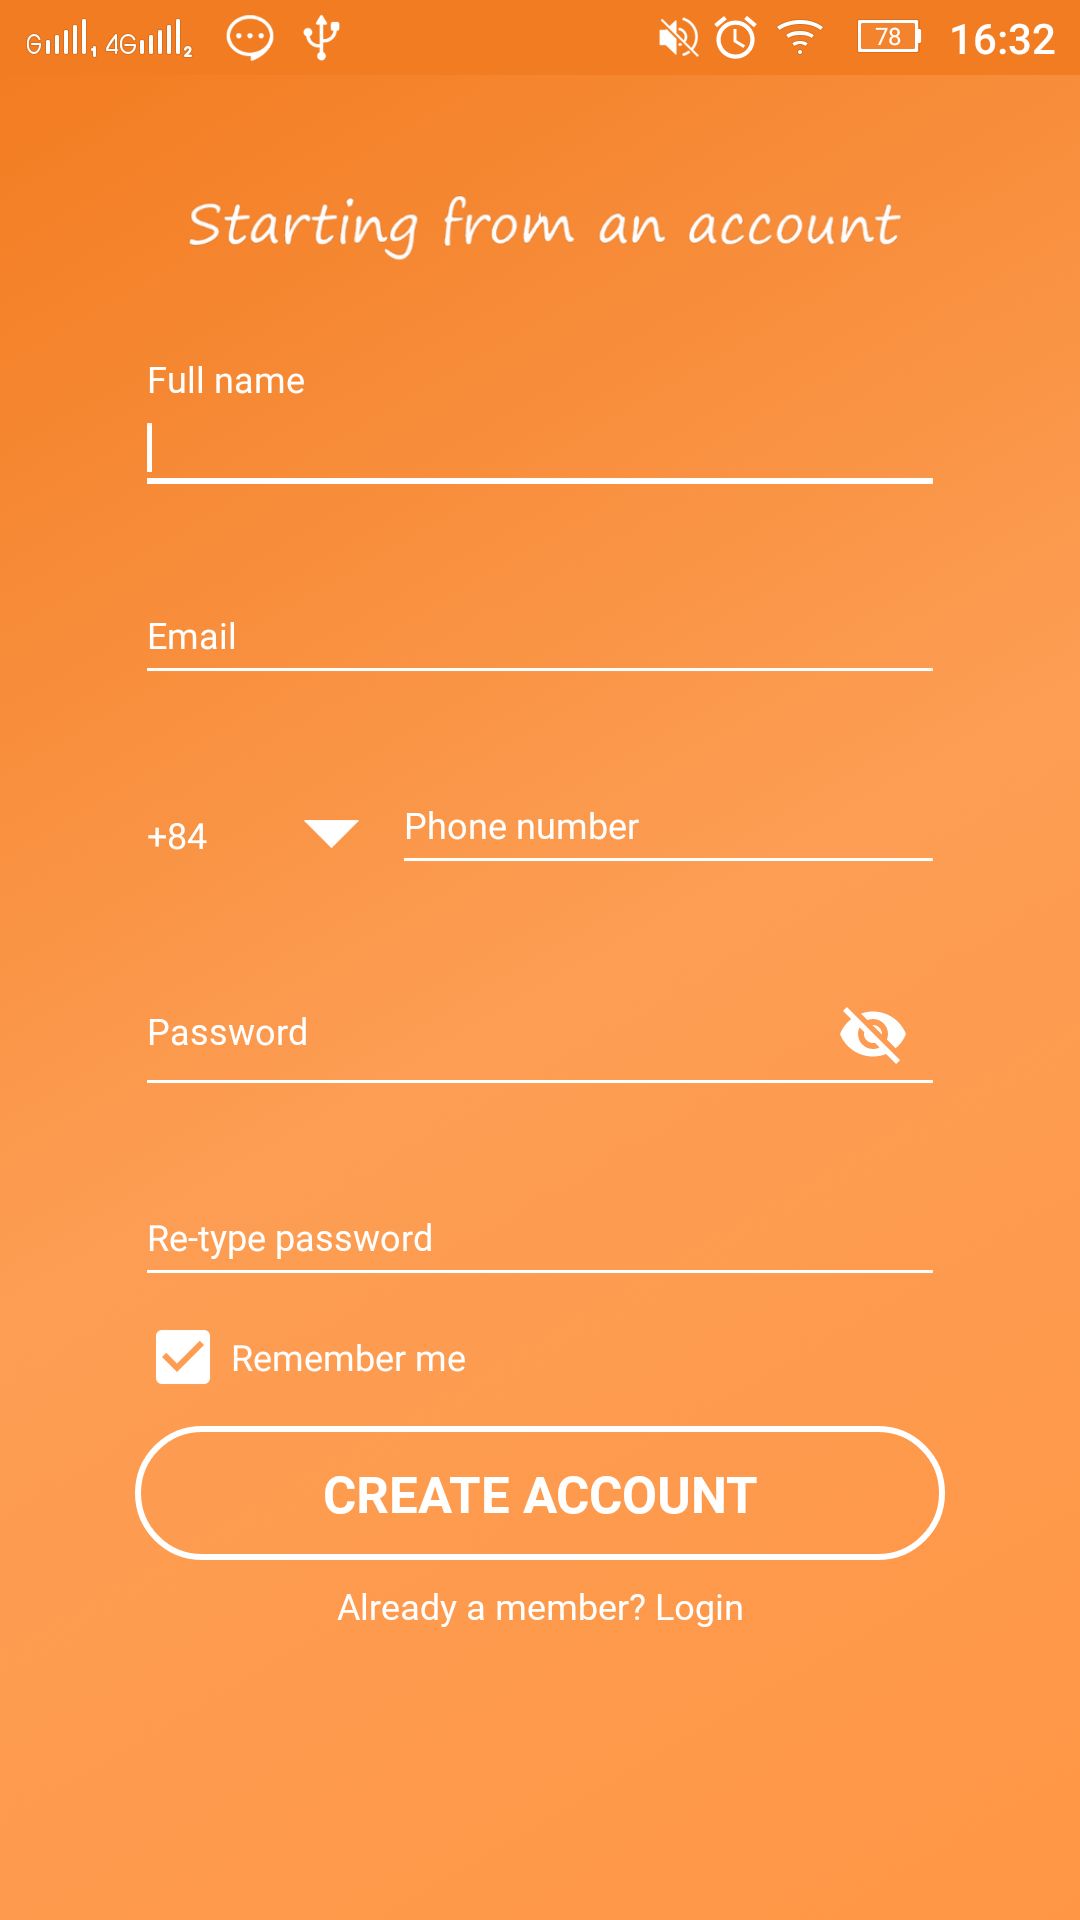 G 1 4G 2 78 16:32
Starting from an account
Full name
Email
+84 Phone number
Password
Re-type password
Remember me
CREATE ACCOUNT
Already a member? Login